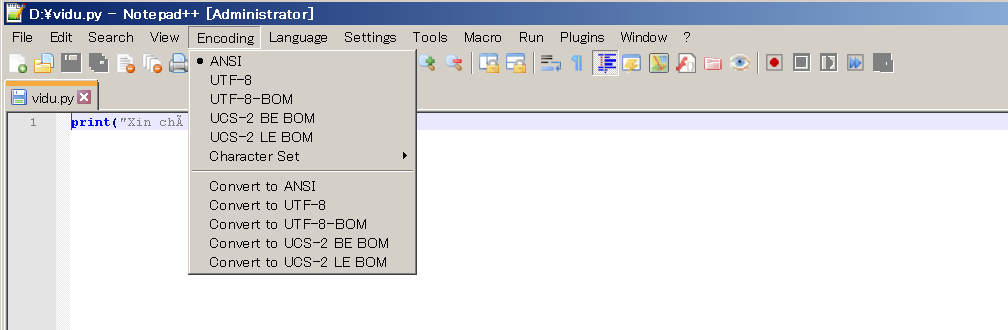 D:¥vidu.py - Notepad++ [Administrator]
File Edit Search View Encoding Language Settings Tools Macro Run Plugins Window ?
ANSI
UTF-8
UTF-8-BOM
UCS-2 BE BOM
UCS-2 LE BOM
Character Set
Convert to ANSI
Convert to UTF-8
Convert to UTF-8-BOM
Convert to UCS-2 BE BOM
Convert to UCS-2 LE BOM
vidu.py
1 print("Xin chÃ